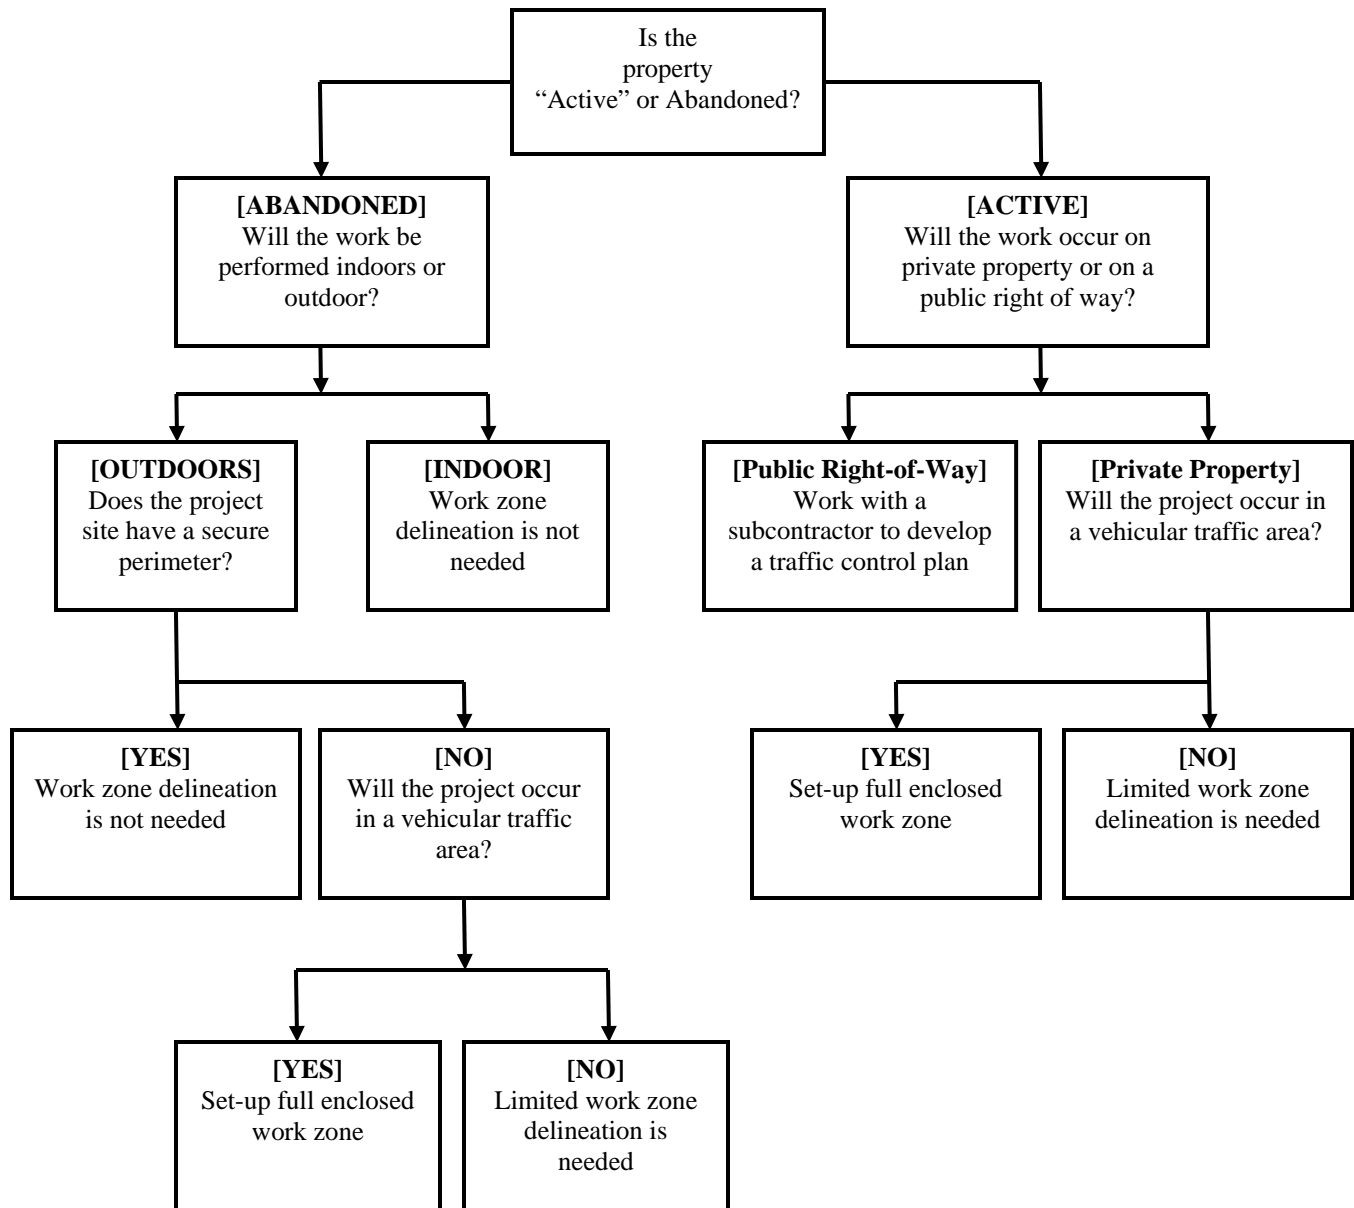 Is the
property
“Active” or Abandoned?
[ABANDONED]
Will the work be
performed indoors or
outdoor?
[ACTIVE]
Will the work occur on
private property or on a
public right of way?
[OUTDOORS]
Does the project
site have a secure
perimeter?
[INDOOR]
Work zone
delineation is not
needed
[Public Right-of-Way]
Work with a
subcontractor to develop
a traffic control plan
[Private Property]
Will the project occur in
a vehicular traffic area?
[YES]
Work zone delineation
is not needed
[NO]
Will the project occur
in a vehicular traffic
area?
[YES]
Set-up full enclosed
work zone
[NO]
Limited work zone
delineation is needed
[YES]
Set-up full enclosed
work zone
[NO]
Limited work zone
delineation is
needed